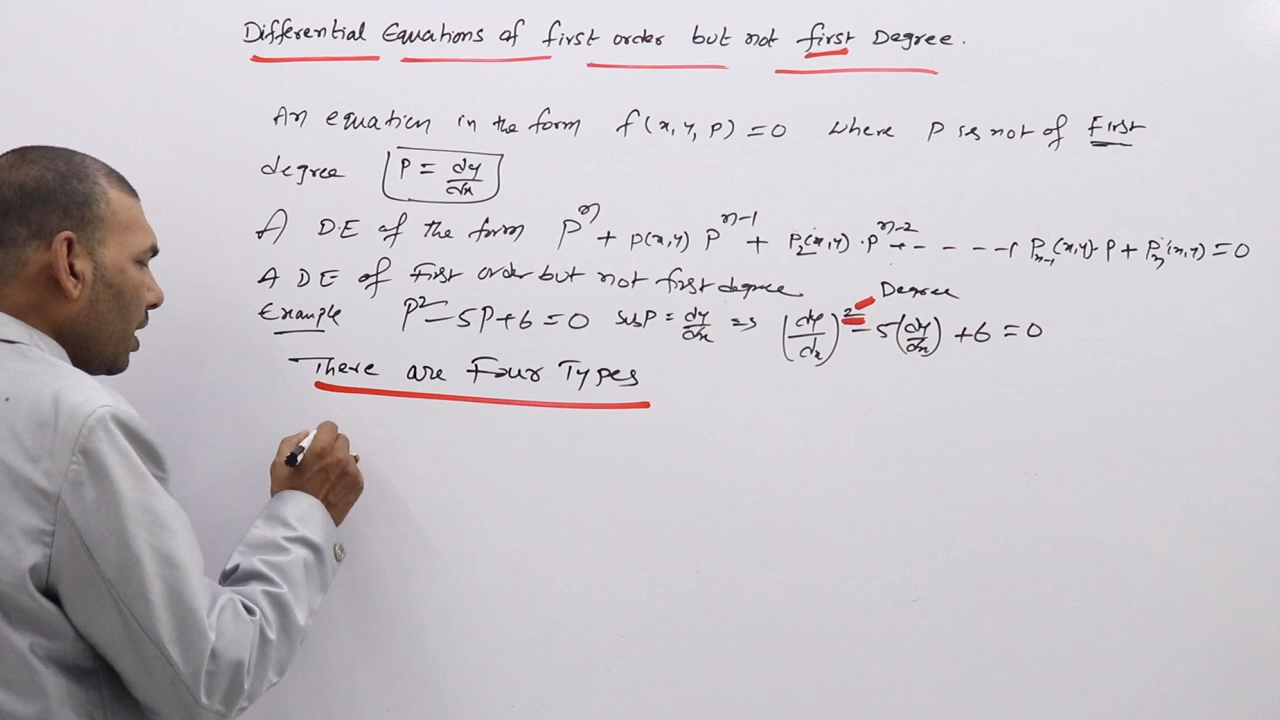 Differential Equations of first order but not first Degree.
An equation in the form f(x, y, p) = 0 where P is not of First
degree P = dy/dx
A DE of the form P^n + P(x,y) P^(n-1) + P₂(x,y) · P^(n-2) + - - - - + P_(n-1)(x,y) · P + P_n(x,y) = 0
A DE of First order but not first degree
Degree
Example P² - 5P + 6 = 0 sub P = dy/dx => (dy/dx)² - 5(dy/dx) + 6 = 0
There are Four Types